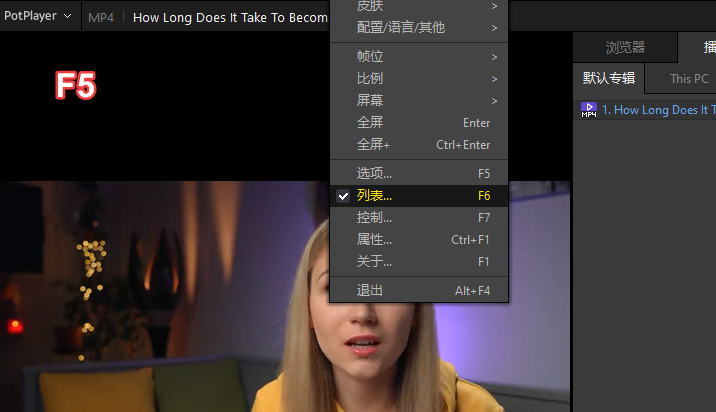 PotPlayer
MP4
How Long Does It Take To Becom
皮肤 >
配置/语言/其他 >
帧位 >
比例 >
屏幕 >
全屏 Enter
全屏+ Ctrl+Enter
选项... F5
列表... F6
控制... F7
属性... Ctrl+F1
关于... F1
退出 Alt+F4
F5
浏览器
播
默认专辑
This PC
MP4
1. How Long Does It T